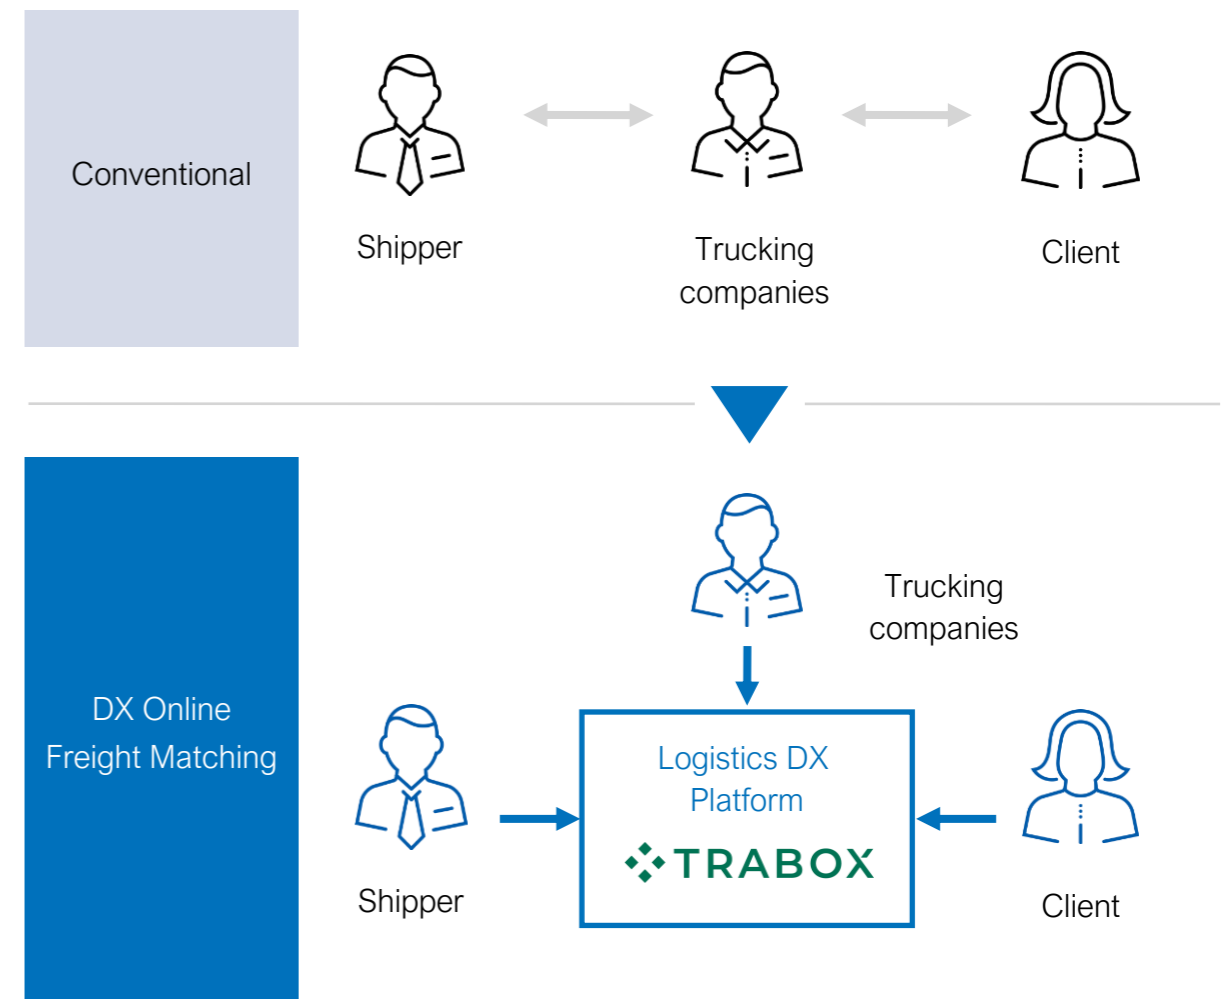 Conventional
Shipper
Trucking
companies
Client
DX Online
Freight Matching
Trucking
companies
Shipper
Logistics DX
Platform
TRABOX
Client